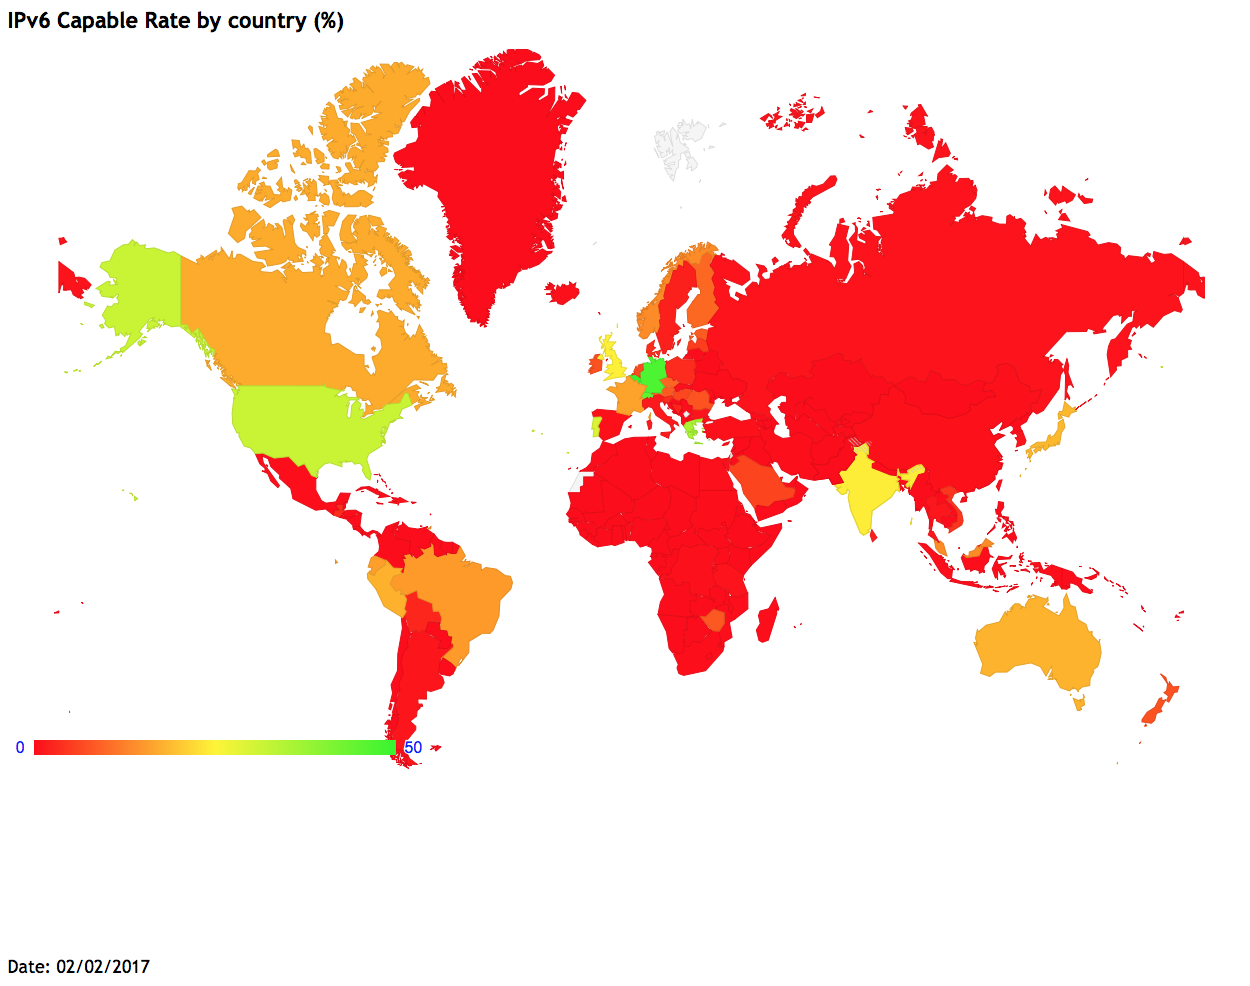 IPv6 Capable Rate by country (%)
0
50
Date: 02/02/2017